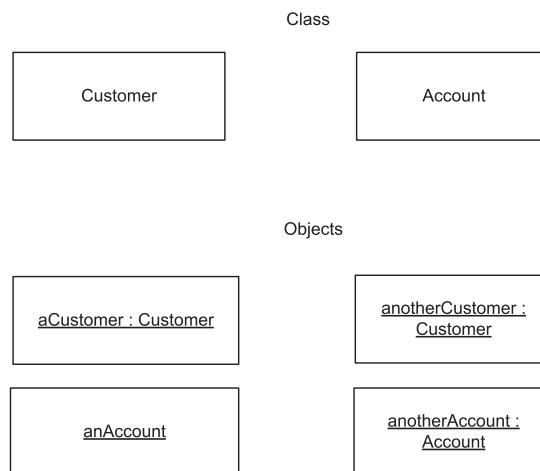 Class
Customer
Account
Objects
aCustomer : Customer
anotherCustomer :
Customer
anAccount
anotherAccount :
Account